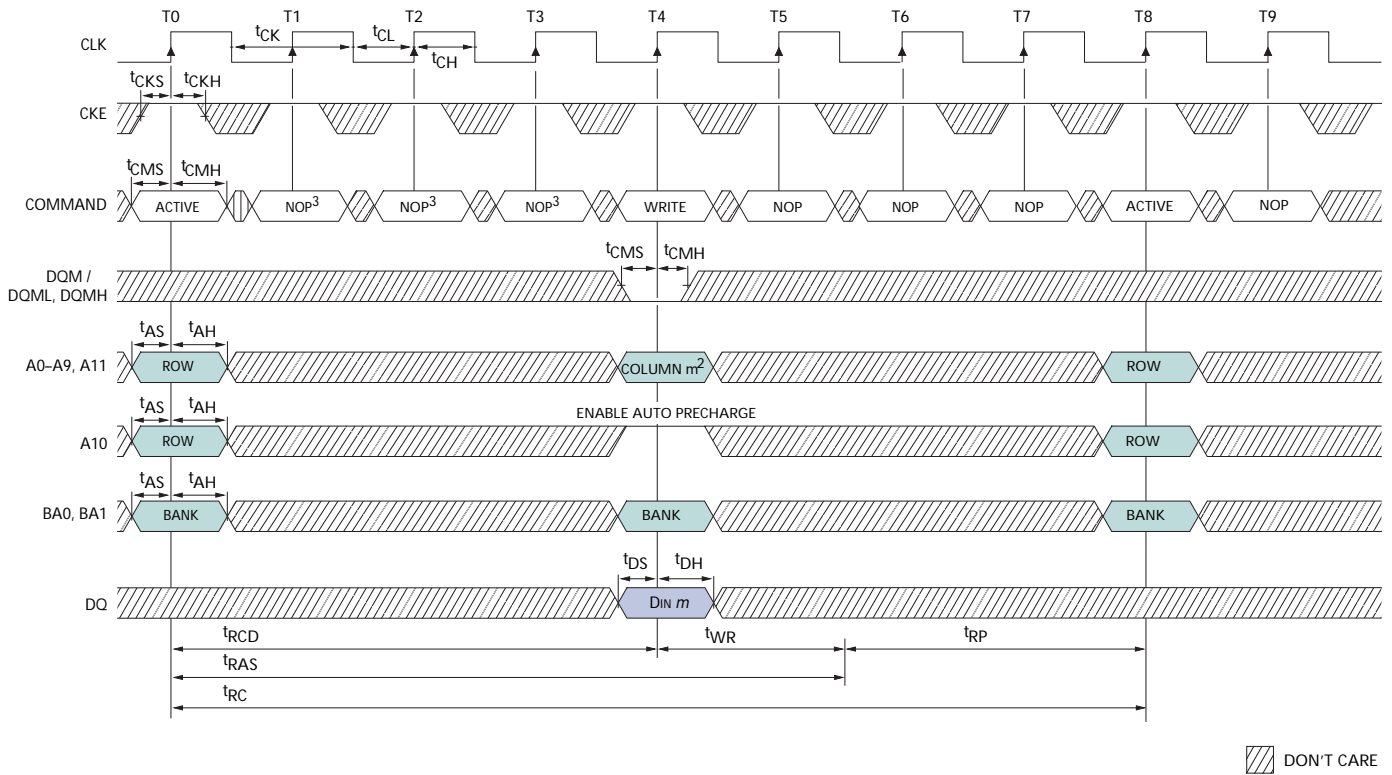 T0 T1 T2 T3 T4 T5 T6 T7 T8 T9
tCK tCL
CLK
tCH
tCKS tCKH
CKE
tCMS tCMH
COMMAND ACTIVE NOP3 NOP3 NOP3 WRITE NOP NOP NOP ACTIVE NOP
tCMS tCMH
DQM /
DQML, DQMH
tAS tAH
A0–A9, A11 ROW COLUMN m2 ROW
ENABLE AUTO PRECHARGE
tAS tAH
A10 ROW ROW
tAS tAH
BA0, BA1 BANK BANK BANK
tDS tDH
DQ DIN m
tRCD tWR tRP
tRAS
tRC
DON'T CARE